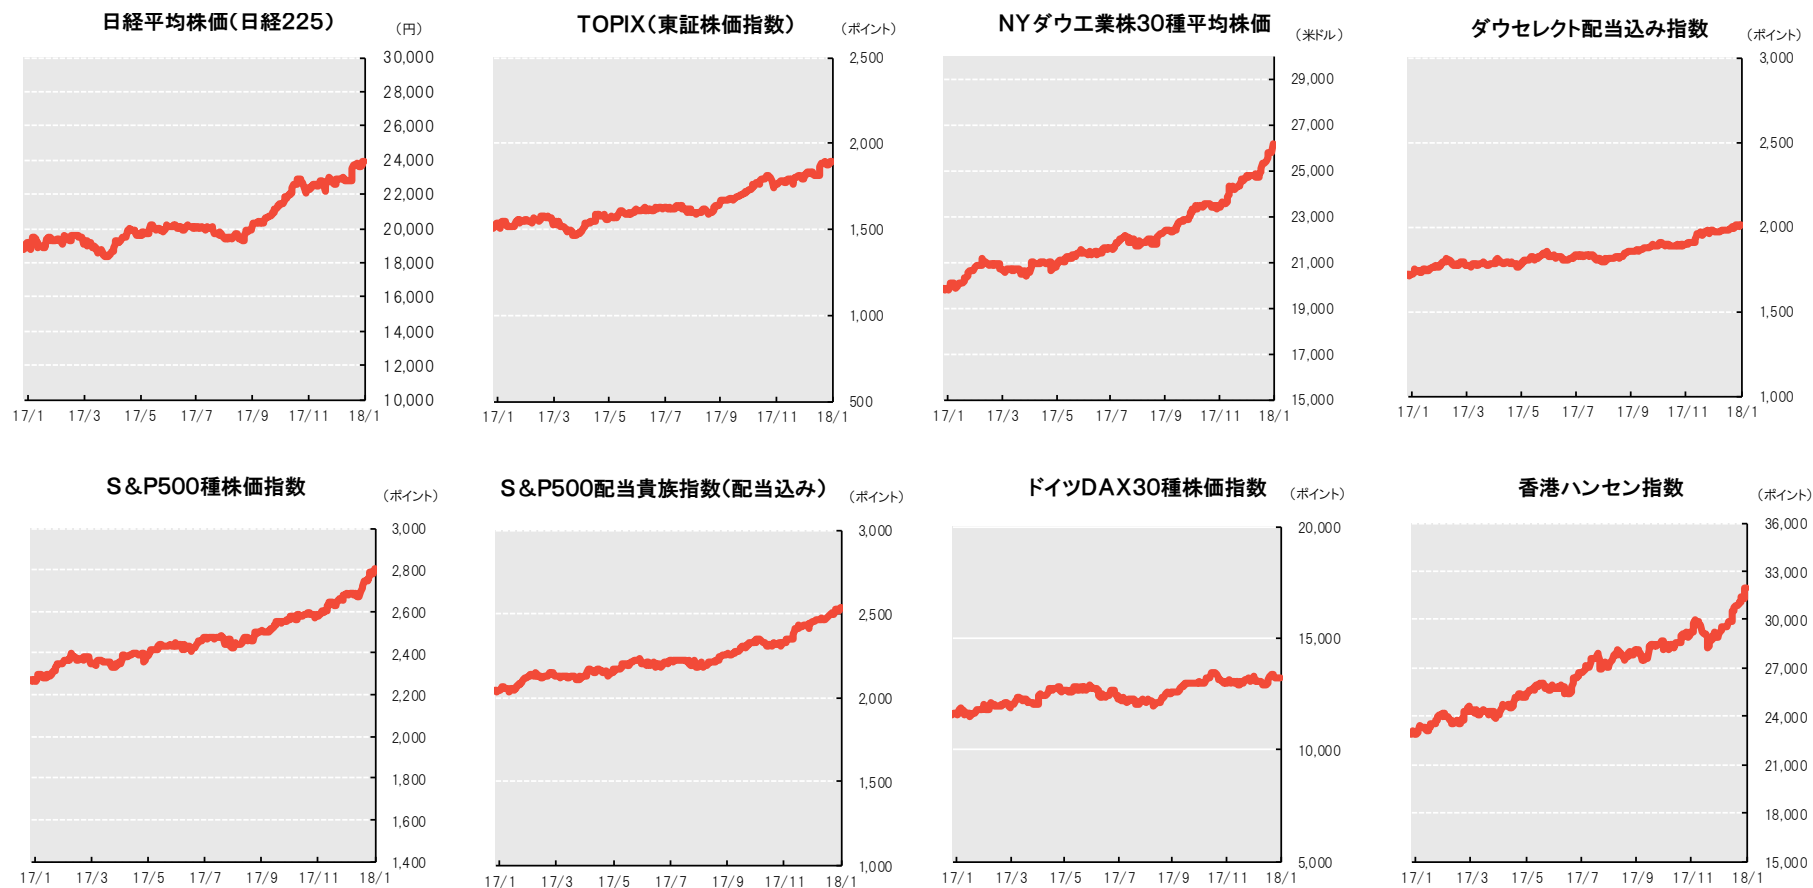 日経平均株価（日経225）
（円）
30,000
28,000
26,000
24,000
22,000
20,000
18,000
16,000
14,000
12,000
10,000
17/1 17/3 17/5 17/7 17/9 17/11 18/1
TOPIX（東証株価指数）
（ポイント）
2,500
2,000
1,500
1,000
500
17/1 17/3 17/5 17/7 17/9 17/11 18/1
NYダウ工業株30種平均株価
（米ドル）
29,000
27,000
25,000
23,000
21,000
19,000
17,000
15,000
17/1 17/3 17/5 17/7 17/9 17/11 18/1
ダウセレクト配当込み指数
（ポイント）
3,000
2,500
2,000
1,500
1,000
17/1 17/3 17/5 17/7 17/9 17/11 18/1
S&P500種株価指数
（ポイント）
3,000
2,800
2,600
2,400
2,200
2,000
1,800
1,600
1,400
17/1 17/3 17/5 17/7 17/9 17/11 18/1
S&P500配当貴族指数（配当込み）
（ポイント）
3,000
2,500
2,000
1,500
1,000
17/1 17/3 17/5 17/7 17/9 17/11 18/1
ドイツDAX30種株価指数
（ポイント）
20,000
15,000
10,000
5,000
17/1 17/3 17/5 17/7 17/9 17/11 18/1
香港ハンセン指数
（ポイント）
36,000
33,000
30,000
27,000
24,000
21,000
18,000
15,000
17/1 17/3 17/5 17/7 17/9 17/11 18/1